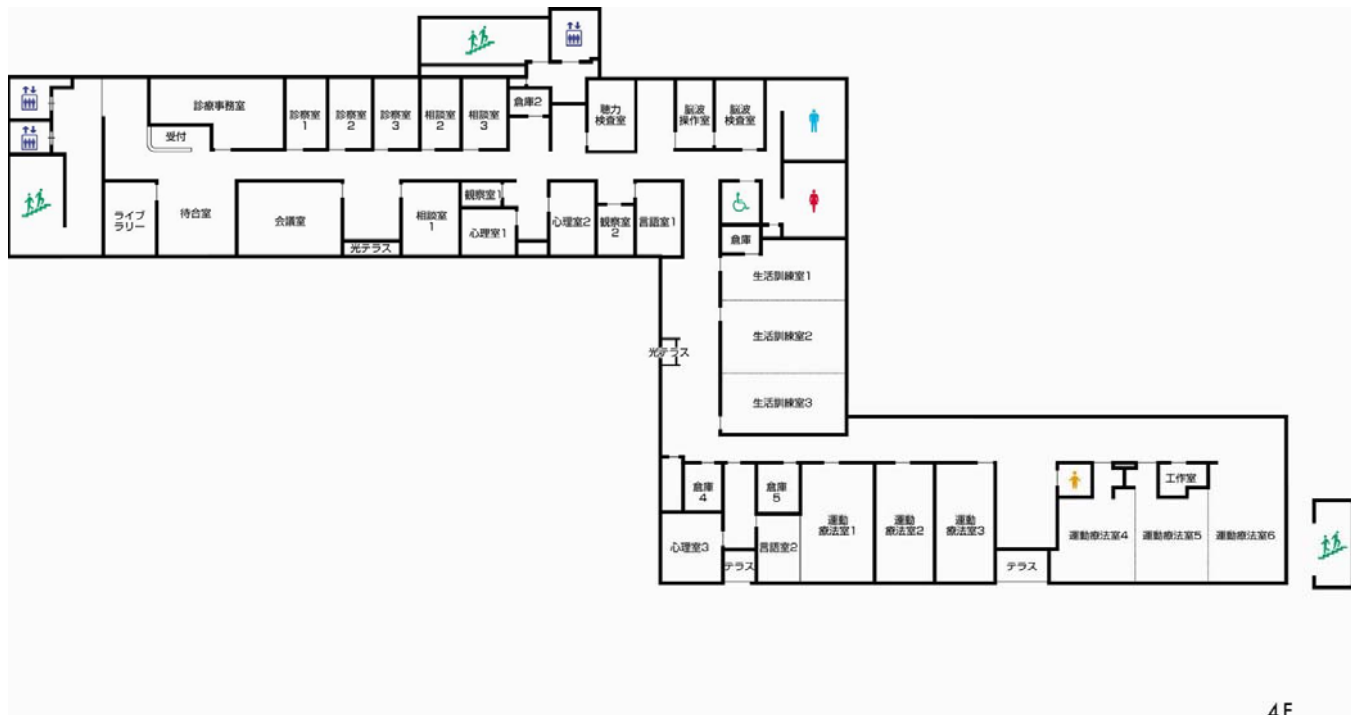 診療事務室
受付
診察室
1
診察室
2
診察室
3
相談室
2
相談室
3
倉庫2
聴力
検査室
脳波
操作室
脳波
検査室
ライブ
ラリー
待合室
会議室
光テラス
相談室
1
観察室1
心理室1
心理室2
観察室
2
言語室1
倉庫
生活訓練室1
生活訓練室2
光テラス
生活訓練室3
倉庫
4
倉庫
5
心理室3
テラス
言語室2
運動
療法室1
運動
療法室2
運動
療法室3
テラス
工作室
運動療法室4
運動療法室5
運動療法室6
4F